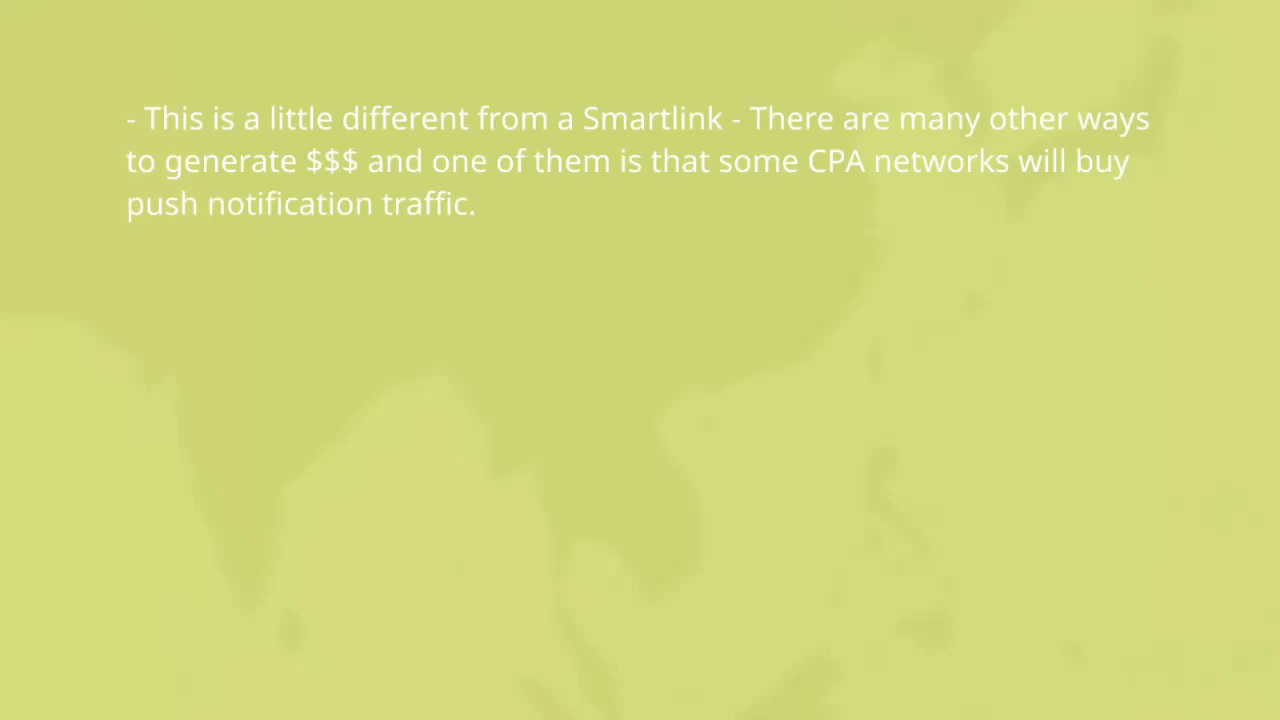 - This is a little different from a Smartlink - There are many other ways
to generate $$$ and one of them is that some CPA networks will buy
push notification traffic.